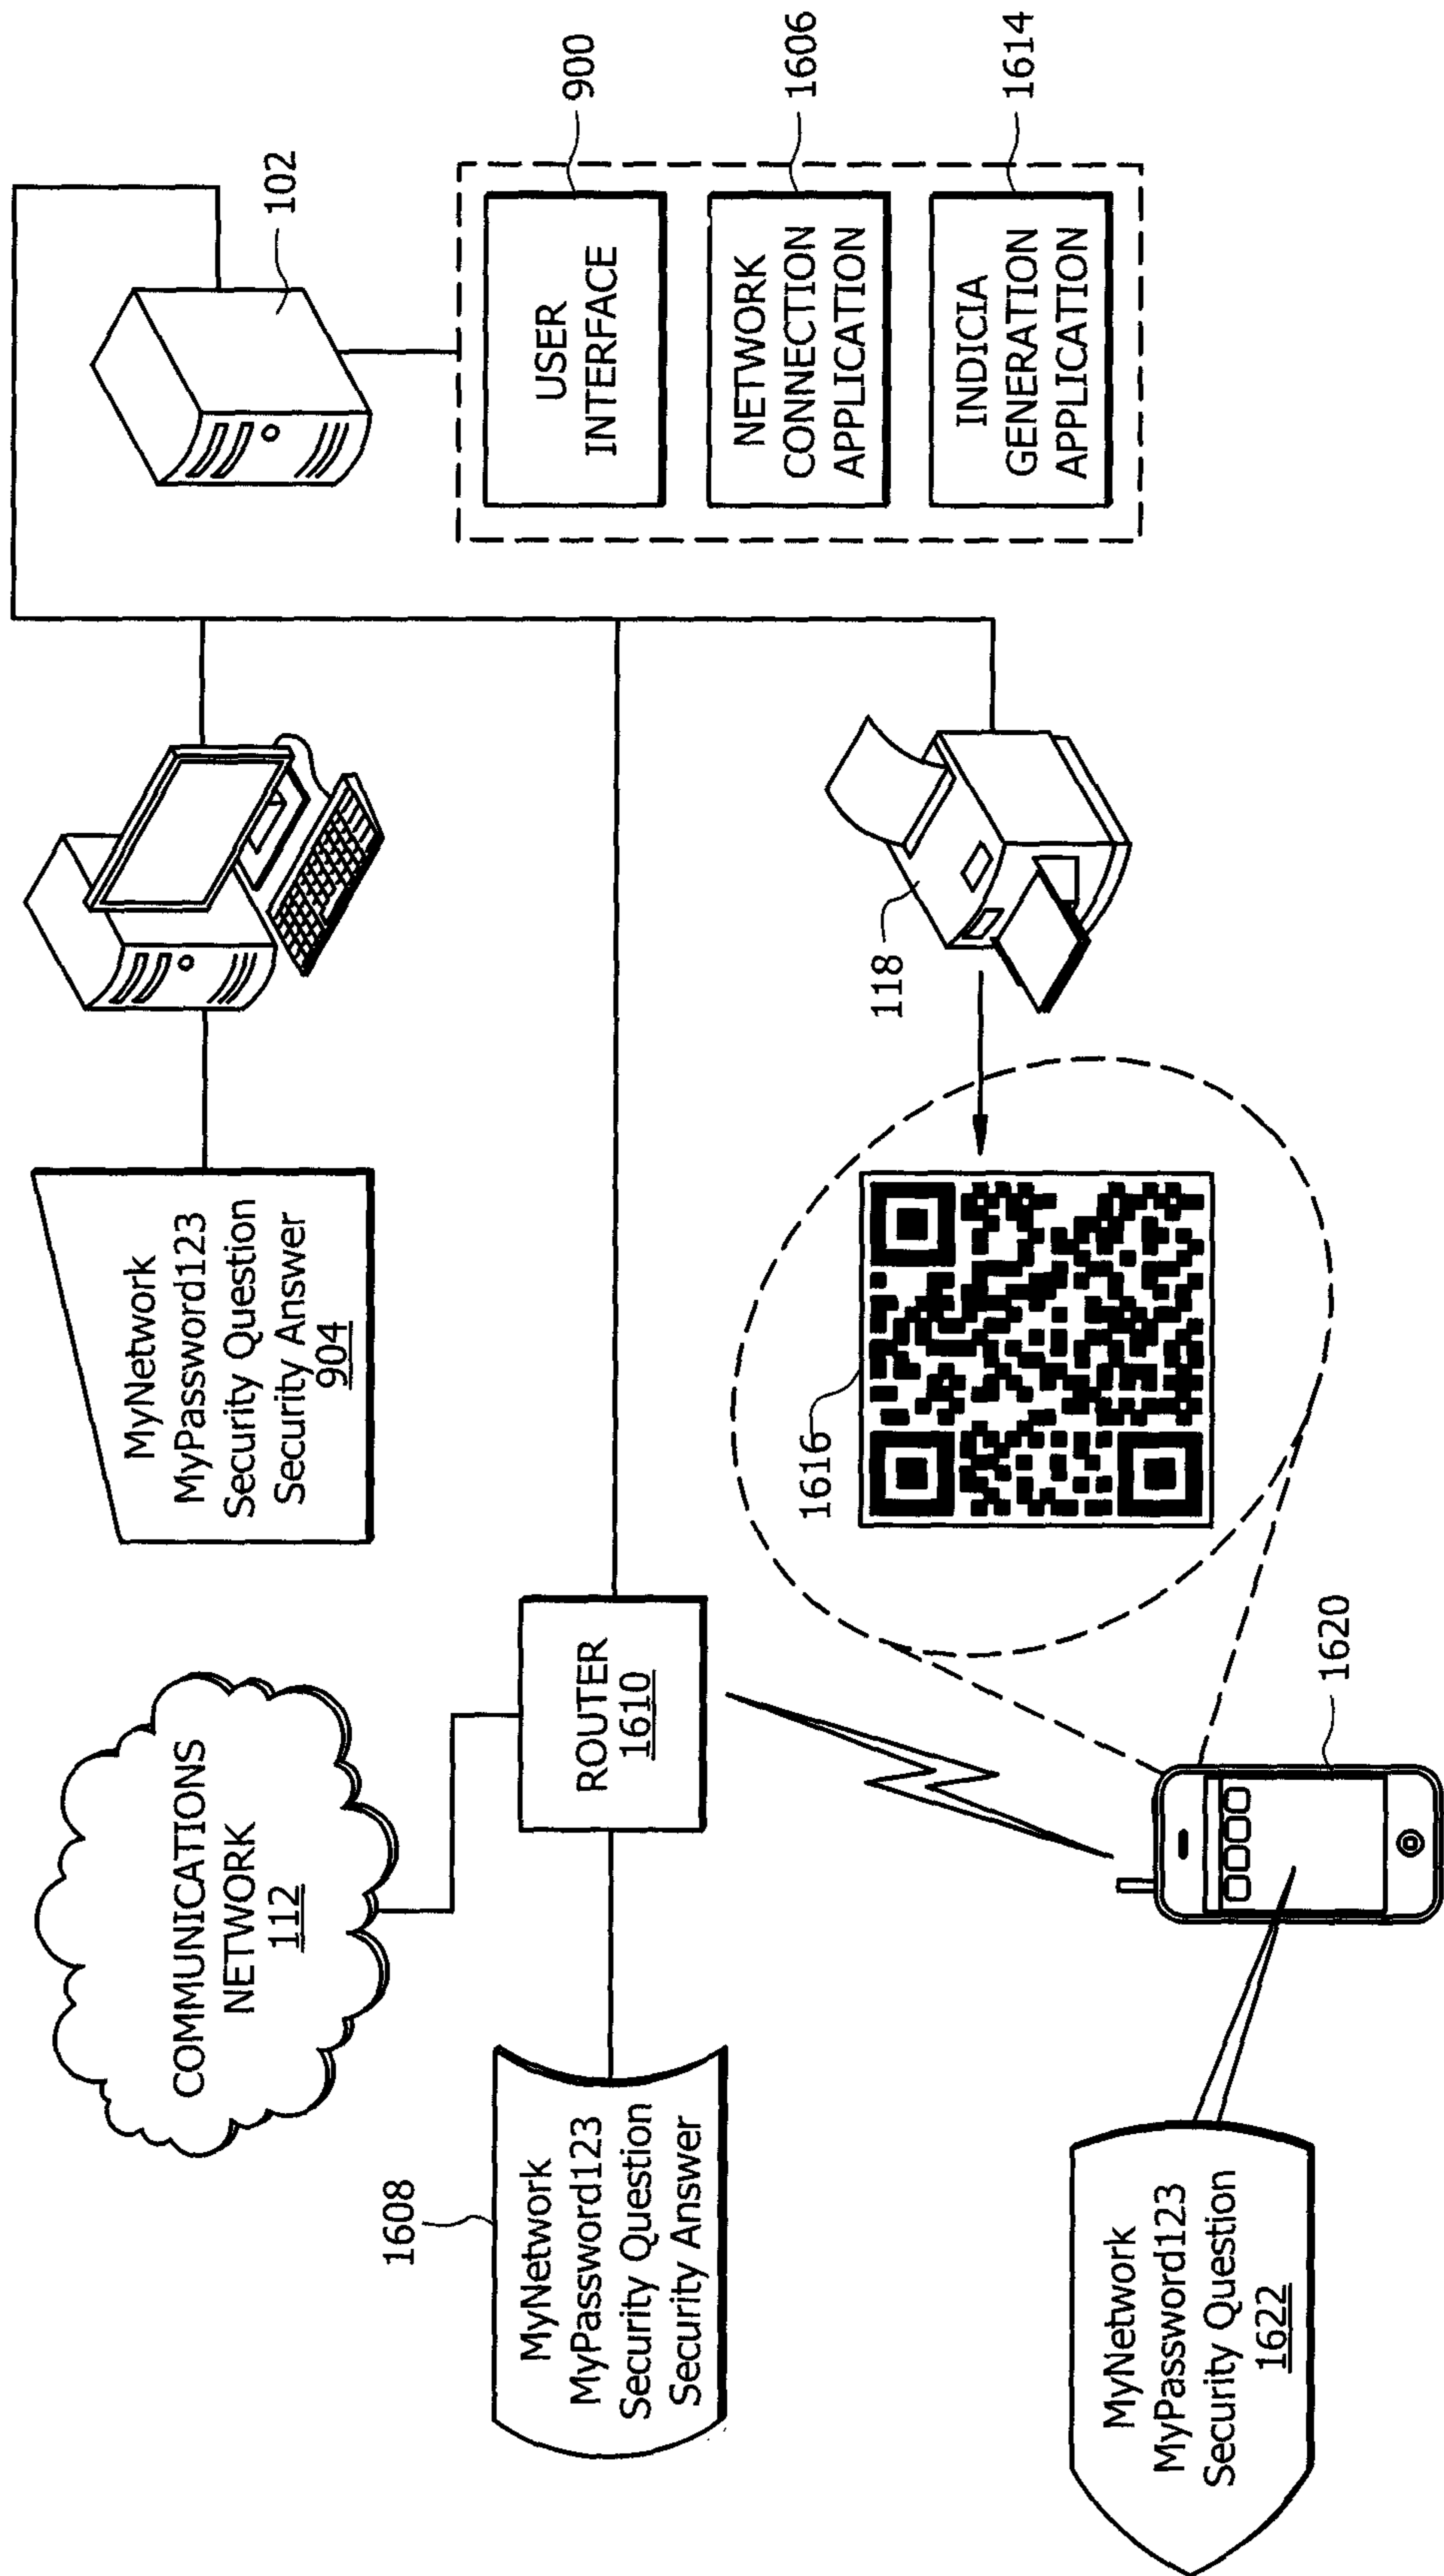 COMMUNICATIONS
NETWORK
112
MyNetwork
MyPassword123
Security Question
Security Answer
904
102
1608
MyNetwork
MyPassword123
Security Question
Security Answer
ROUTER
1610
USER
INTERFACE
900
NETWORK
CONNECTION
APPLICATION
1606
INDICIA
GENERATION
APPLICATION
1614
1616
118
MyNetwork
MyPassword123
Security Question
1622
1620